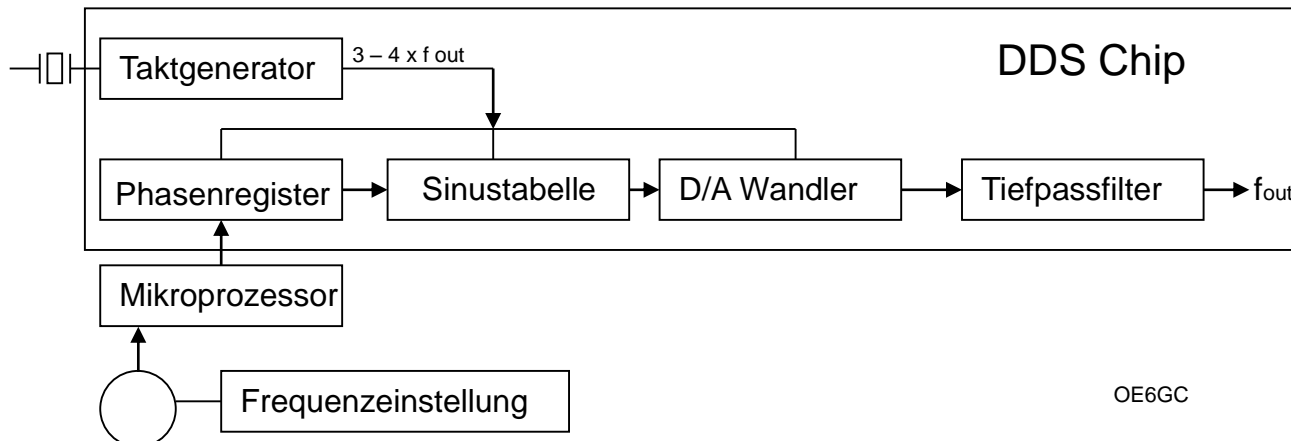 Taktgenerator
3 – 4 x f out
DDS Chip
Phasenregister
Sinustabelle
D/A Wandler
Tiefpassfilter
fout
Mikroprozessor
Frequenzeinstellung
OE6GC